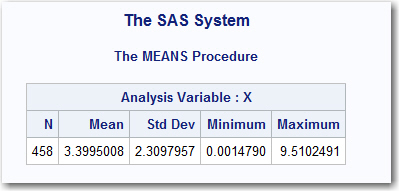 The SAS System
The MEANS Procedure
Analysis Variable : X
N Mean Std Dev Minimum Maximum
458 3.3995008 2.3097957 0.0014790 9.5102491